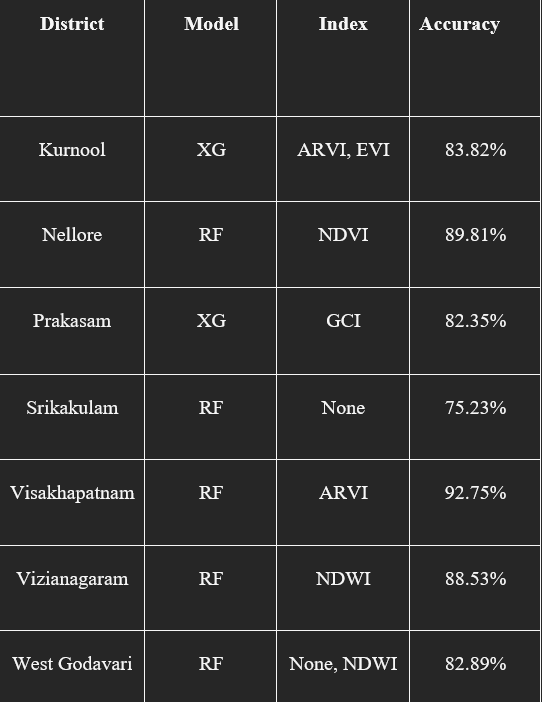 District Model Index Accuracy
Kurnool XG ARVI, EVI 83.82%
Nellore RF NDVI 89.81%
Prakasam XG GCI 82.35%
Srikakulam RF None 75.23%
Visakhapatnam RF ARVI 92.75%
Vizianagaram RF NDWI 88.53%
West Godavari RF None, NDWI 82.89%